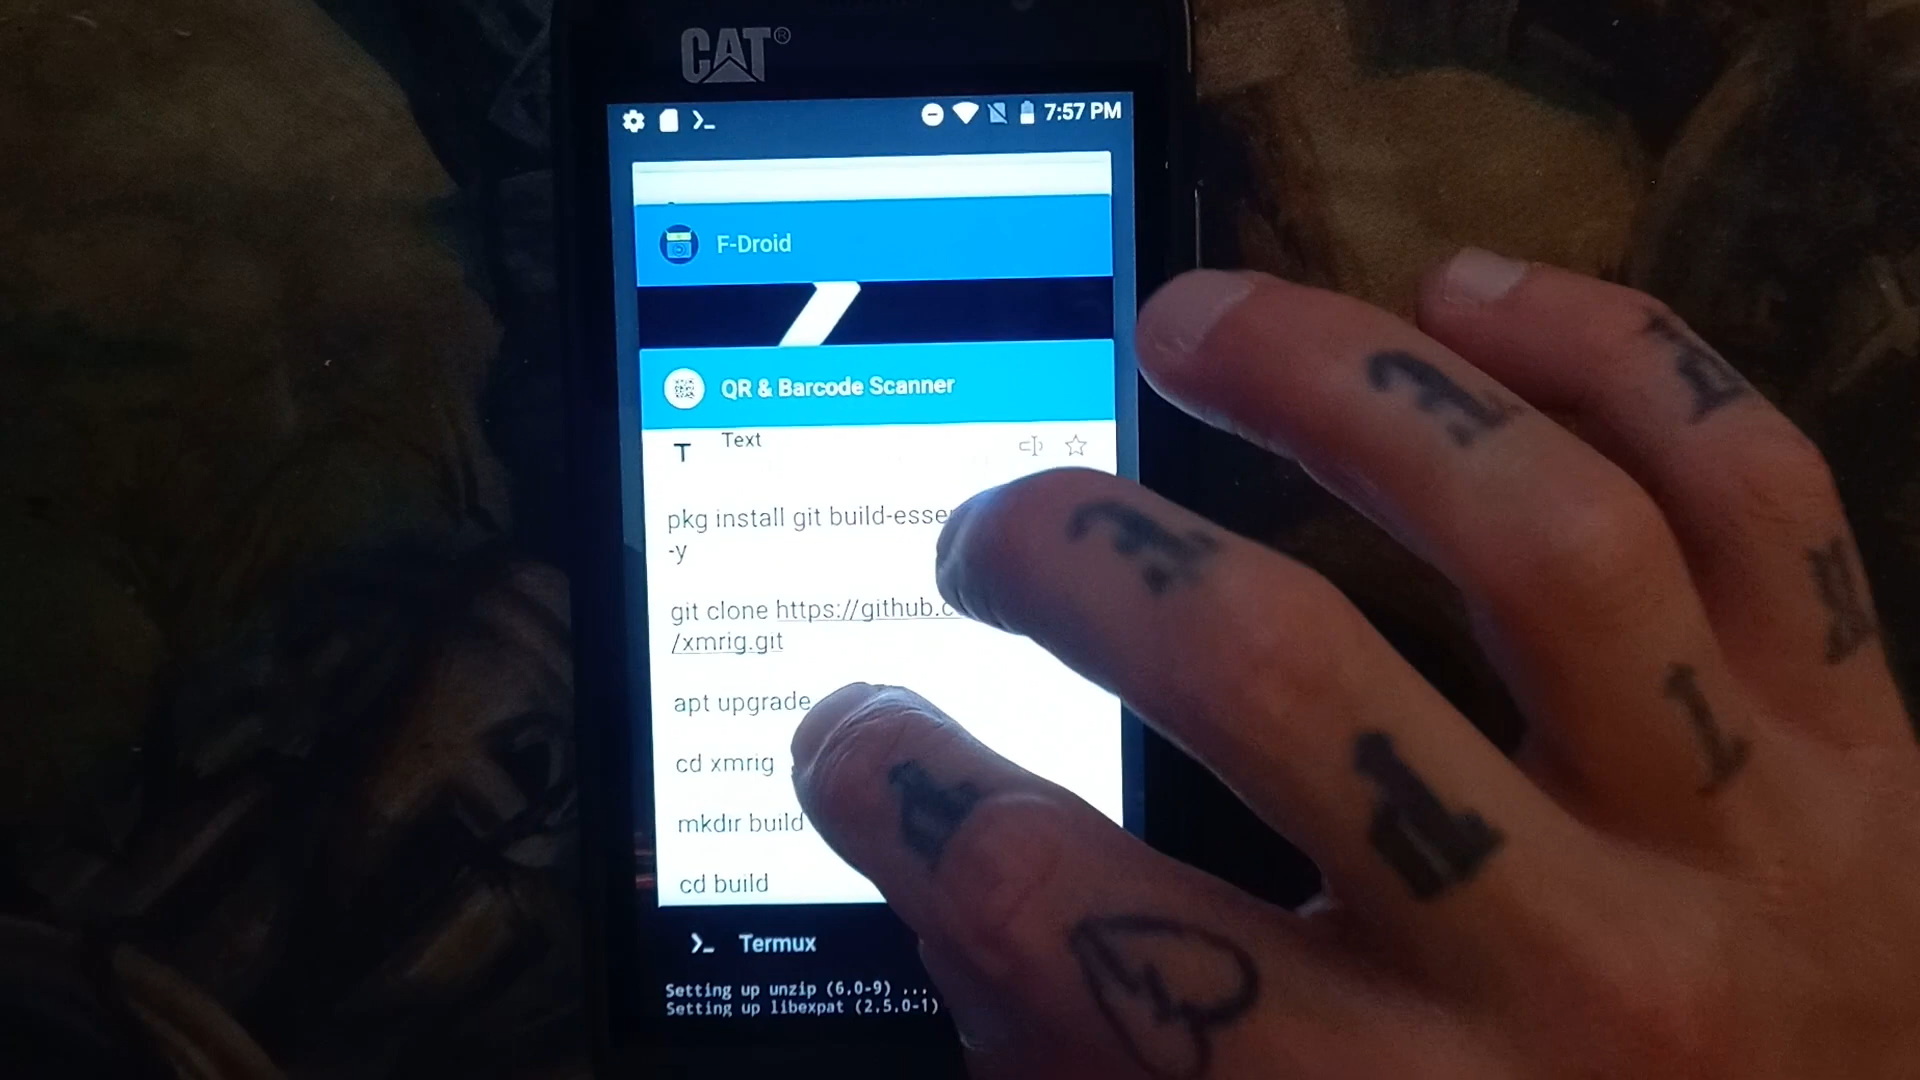 CAT®
7:57 PM
F-Droid
QR & Barcode Scanner
T Text
pkg install git
-y
git clone https://github.
/xmrig.git
apt upgrade
cd xmrig
mkdir build
cd build
>_ Termux
Setting up unzip (6.0-9) ...
Setting up libexpat (2.5.0-1)